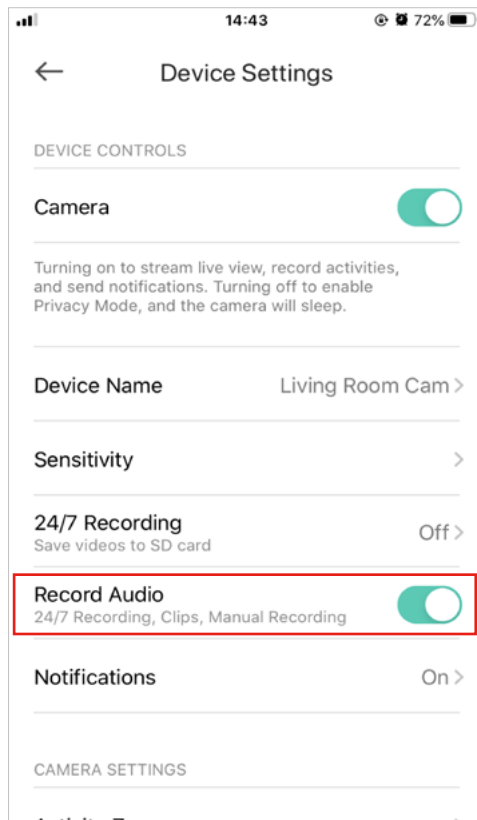 14:43 72%
Device Settings
DEVICE CONTROLS
Camera
Turning on to stream live view, record activities,
and send notifications. Turning off to enable
Privacy Mode, and the camera will sleep.
Device Name Living Room Cam
Sensitivity
24/7 Recording Off
Save videos to SD card
Record Audio
24/7 Recording, Clips, Manual Recording
Notifications On
CAMERA SETTINGS